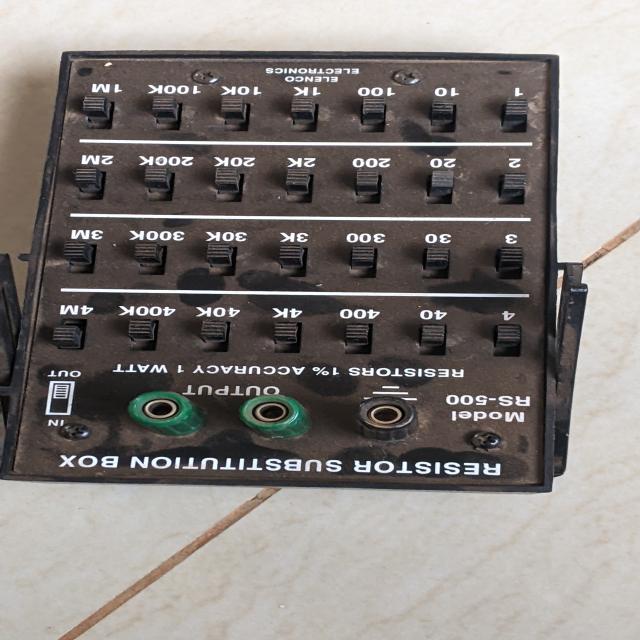 RESISTOR SUBSTITUTION BOX
Model
RS-500
OUTPUT
IN
OUT
RESISTORS 1% ACCURACY 1 WATT
4 40 400 4K 40K 400K 4M
3 30 300 3K 30K 300K 3M
2 20 200 2K 20K 200K 2M
1 10 100 1K 10K 100K 1M
ELENCO
ELECTRONICS